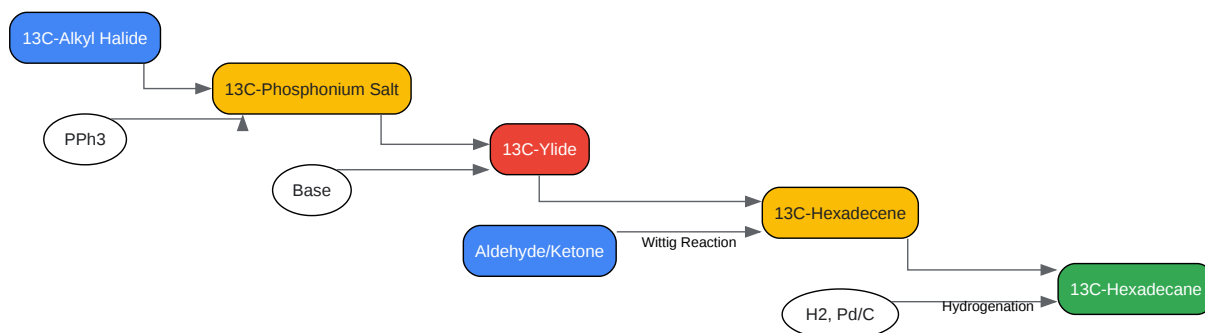 13C-Alkyl Halide
13C-Phosphonium Salt
PPh3
13C-Ylide
Base
13C-Hexadecene
Aldehyde/Ketone
Wittig Reaction
13C-Hexadecane
H2, Pd/C
Hydrogenation